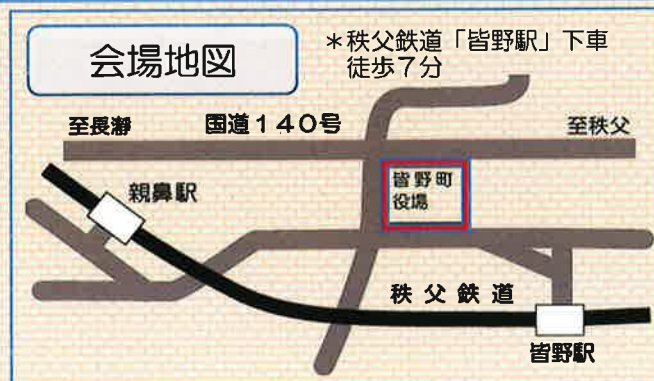 会場地図
＊秩父鉄道「皆野駅」下車
徒歩７分
至長瀞
国道１４０号
至秩父
親鼻駅
皆野町
役場
秩父鉄道
皆野駅